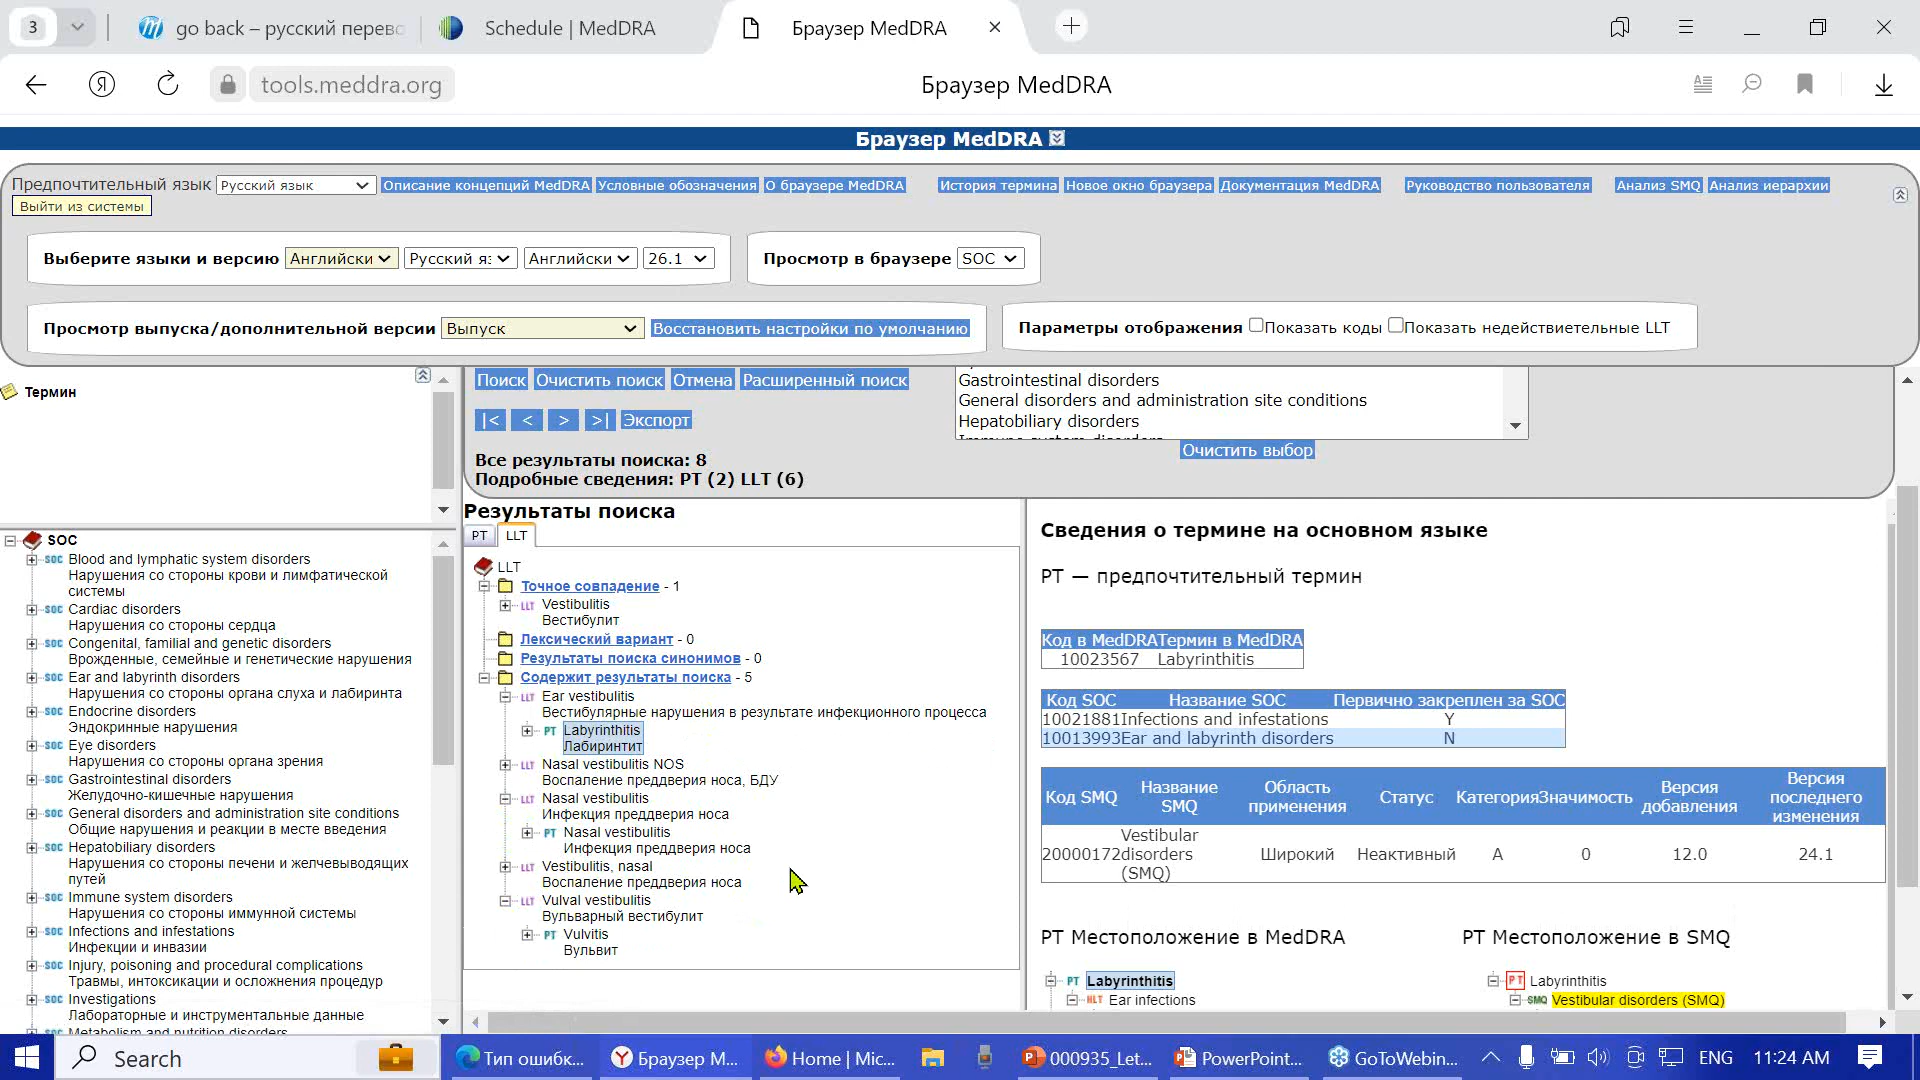 3
go back – русский перево
Schedule | MedDRA
Браузер MedDRA
tools.meddra.org
Браузер MedDRA
Браузер MedDRA
Предпочтительный язык Русский язык Описание концепций MedDRA Условные обозначения О браузере MedDRA История термина Новое окно браузера Документация MedDRA Руководство пользователя Анализ SMQ Анализ иерархии
Выйти из системы
Выберите языки и версию Английски Русский я: Английски 26.1
Просмотр в браузере SOC
Просмотр выпуска/дополнительной версии Выпуск Восстановить настройки по умолчанию
Параметры отображения Показать коды Показать недействиетельные LLT
Термин
SOC
SOC Blood and lymphatic system disorders
Нарушения со стороны крови и лимфатической
системы
SOC Cardiac disorders
Нарушения со стороны сердца
SOC Congenital, familial and genetic disorders
Врожденные, семейные и генетические нарушения
SOC Ear and labyrinth disorders
Нарушения со стороны органа слуха и лабиринта
SOC Endocrine disorders
Эндокринные нарушения
SOC Eye disorders
Нарушения со стороны органа зрения
SOC Gastrointestinal disorders
Желудочно-кишечные нарушения
SOC General disorders and administration site conditions
Общие нарушения и реакции в месте введения
SOC Hepatobiliary disorders
Нарушения со стороны печени и желчевыводящих
путей
SOC Immune system disorders
Нарушения со стороны иммунной системы
SOC Infections and infestations
Инфекции и инвазии
SOC Injury, poisoning and procedural complications
Травмы, интоксикации и осложнения процедур
SOC Investigations
Лабораторные и инструментальные данные
SOC Metabolism and nutrition disorders
Поиск Очистить поиск Отмена Расширенный поиск
|< < > >| Экспорт
Все результаты поиска: 8
Подробные сведения: PT (2) LLT (6)
Gastrointestinal disorders
General disorders and administration site conditions
Hepatobiliary disorders
Immune system disorders
Очистить выбор
Результаты поиска
PT LLT
LLT
Точное совпадение - 1
LLT Vestibulitis
Вестибулит
Лексический вариант - 0
Результаты поиска синонимов - 0
Содержит результаты поиска - 5
LLT Ear vestibulitis
Вестибулярные нарушения в результате инфекционного процесса
PT Labyrinthitis
Лабиринтит
LLT Nasal vestibulitis NOS
Воспаление преддверия носа, БДУ
LLT Nasal vestibulitis
Инфекция преддверия носа
PT Nasal vestibulitis
Инфекция преддверия носа
LLT Vestibulitis, nasal
Воспаление преддверия носа
LLT Vulval vestibulitis
Вульварный вестибулит
PT Vulvitis
Вульвит
Сведения о термине на основном языке
PT — предпочтительный термин
Код в MedDRA Термин в MedDRA
10023567 Labyrinthitis
Код SOC Название SOC Первично закреплен за SOC
10021881 Infections and infestations Y
10013993 Ear and labyrinth disorders N
Код SMQ Название SMQ Область применения Статус Категория Значимость Версия добавления Версия последнего изменения
20000172 Vestibular disorders (SMQ) Широкий Неактивный A 0 12.0 24.1
PT Местоположение в MedDRA
PT Labyrinthitis
HLT Ear infections
PT Местоположение в SMQ
PT Labyrinthitis
SMQ Vestibular disorders (SMQ)
Search
Тип ошибк...
Браузер М...
Home | Mic...
000935_Let...
PowerPoint...
GoToWebin...
ENG
11:24 AM